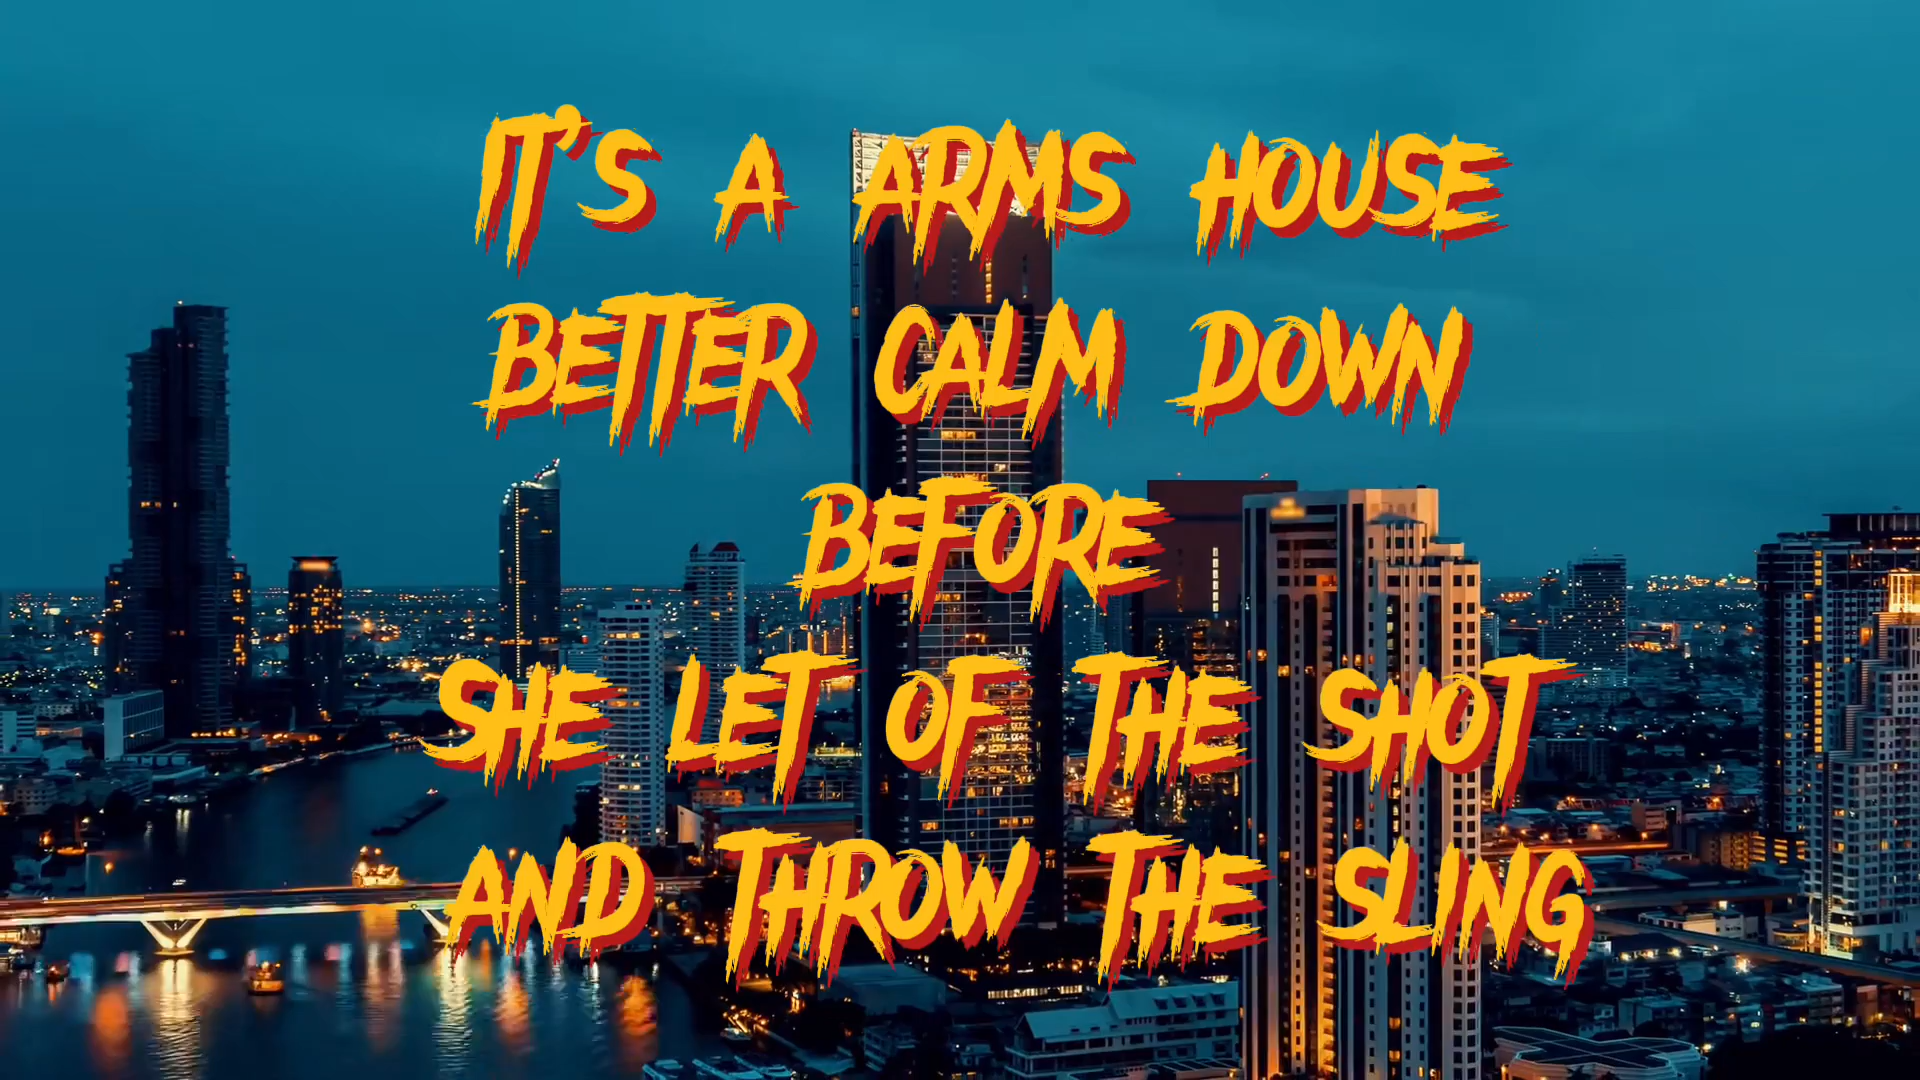 IT'S A ARMS HOUSE
BETTER CALM DOWN
BEFORE
SHE LET OF THE SHOT
AND THROW THE SLING